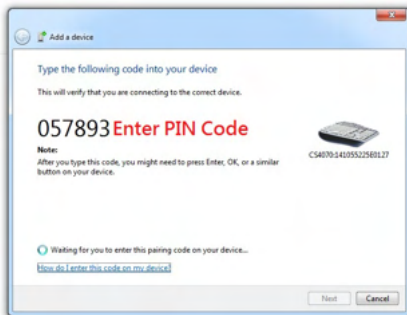 Add a device
Type the following code into your device
This will verify that you are connecting to the correct device.
057893 Enter PIN Code
Note:
After you type this code, you might need to press Enter, OK, or a similar
button on your device.
CS4070:141055225E0127
Waiting for you to enter this pairing code on your device...
How do I enter this code on my device?
Next
Cancel